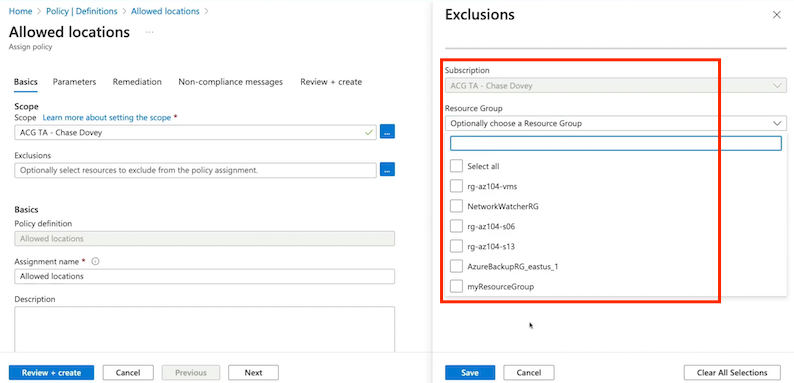 Home > Policy | Definitions > Allowed locations >
Allowed locations ...
Assign policy
Basics Parameters Remediation Non-compliance messages Review + create
Scope
Scope Learn more about setting the scope *
ACG TA - Chase Dovey
...
Exclusions
Optionally select resources to exclude from the policy assignment.
...
Basics
Policy definition
Allowed locations
Assignment name *
Allowed locations
Description
Review + create Cancel Previous Next
Exclusions
Subscription
ACG TA - Chase Dovey
Resource Group
Optionally choose a Resource Group
Select all
rg-az104-vms
NetworkWatcherRG
rg-az104-s06
rg-az104-s13
AzureBackupRG_eastus_1
myResourceGroup
Save Cancel Clear All Selections